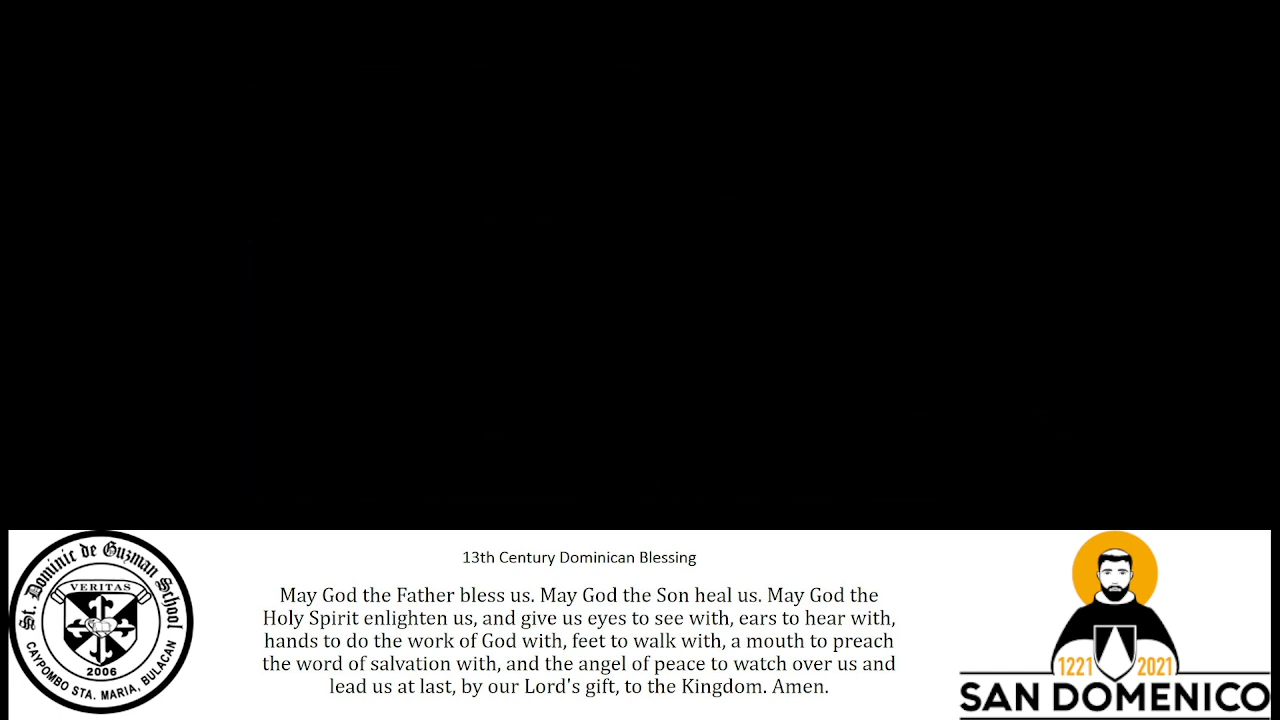 St. Dominic de Guzman School
VERITAS
2006
CAYPOMBO STA. MARIA, BULACAN
13th Century Dominican Blessing
May God the Father bless us. May God the Son heal us. May God the
Holy Spirit enlighten us, and give us eyes to see with, ears to hear with,
hands to do the work of God with, feet to walk with, a mouth to preach
the word of salvation with, and the angel of peace to watch over us and
lead us at last, by our Lord's gift, to the Kingdom. Amen.
1221 2021
SAN DOMENICO